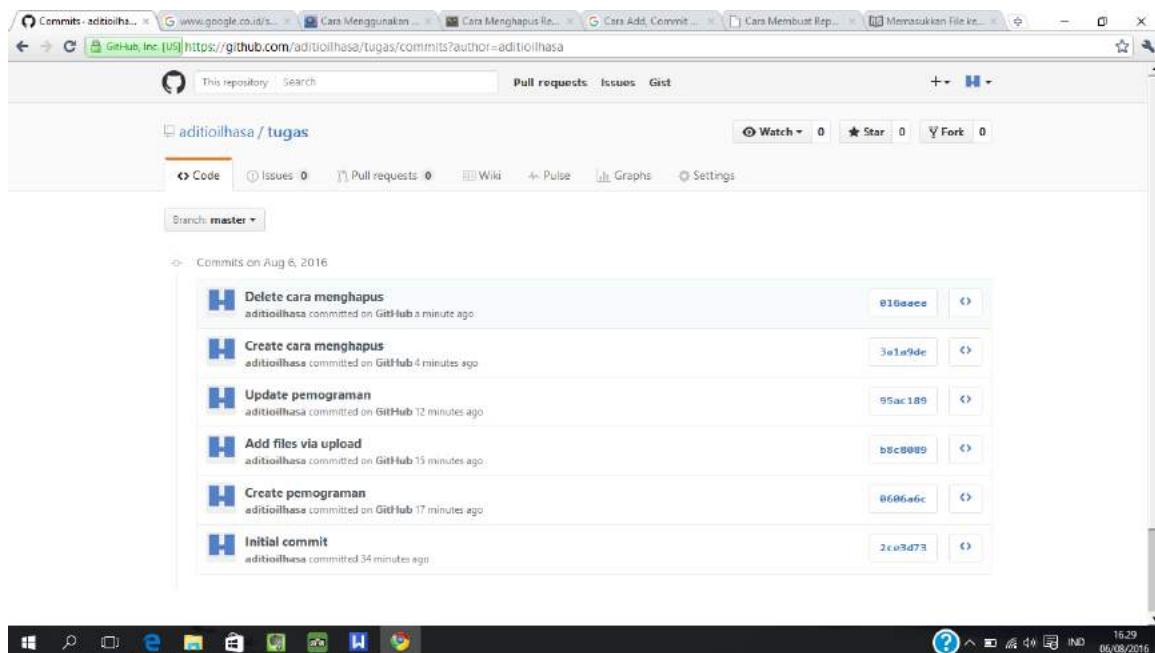 Commits · aditioilha...
www.google.co.id/s...
Cara Menggunakan ...
Cara Menghapus Re...
Cara Add, Commit ...
Cara Membuat Rep...
Memasukkan File ke...
GitHub, Inc. [US] https://github.com/aditioilhasa/tugas/commits?author=aditioilhasa
This repository Search Pull requests Issues Gist
aditioilhasa / tugas Watch 0 Star 0 Fork 0
Code Issues 0 Pull requests 0 Wiki Pulse Graphs Settings
Branch: master
Commits on Aug 6, 2016
Delete cara menghapus
aditioilhasa committed on GitHub a minute ago
016aaee
Create cara menghapus
aditioilhasa committed on GitHub 4 minutes ago
3e1a9de
Update pemograman
aditioilhasa committed on GitHub 12 minutes ago
95ac189
Add files via upload
aditioilhasa committed on GitHub 15 minutes ago
b8c8089
Create pemograman
aditioilhasa committed on GitHub 17 minutes ago
0606a6c
Initial commit
aditioilhasa committed 34 minutes ago
2ce3d73
IND
16.29
06/08/2016